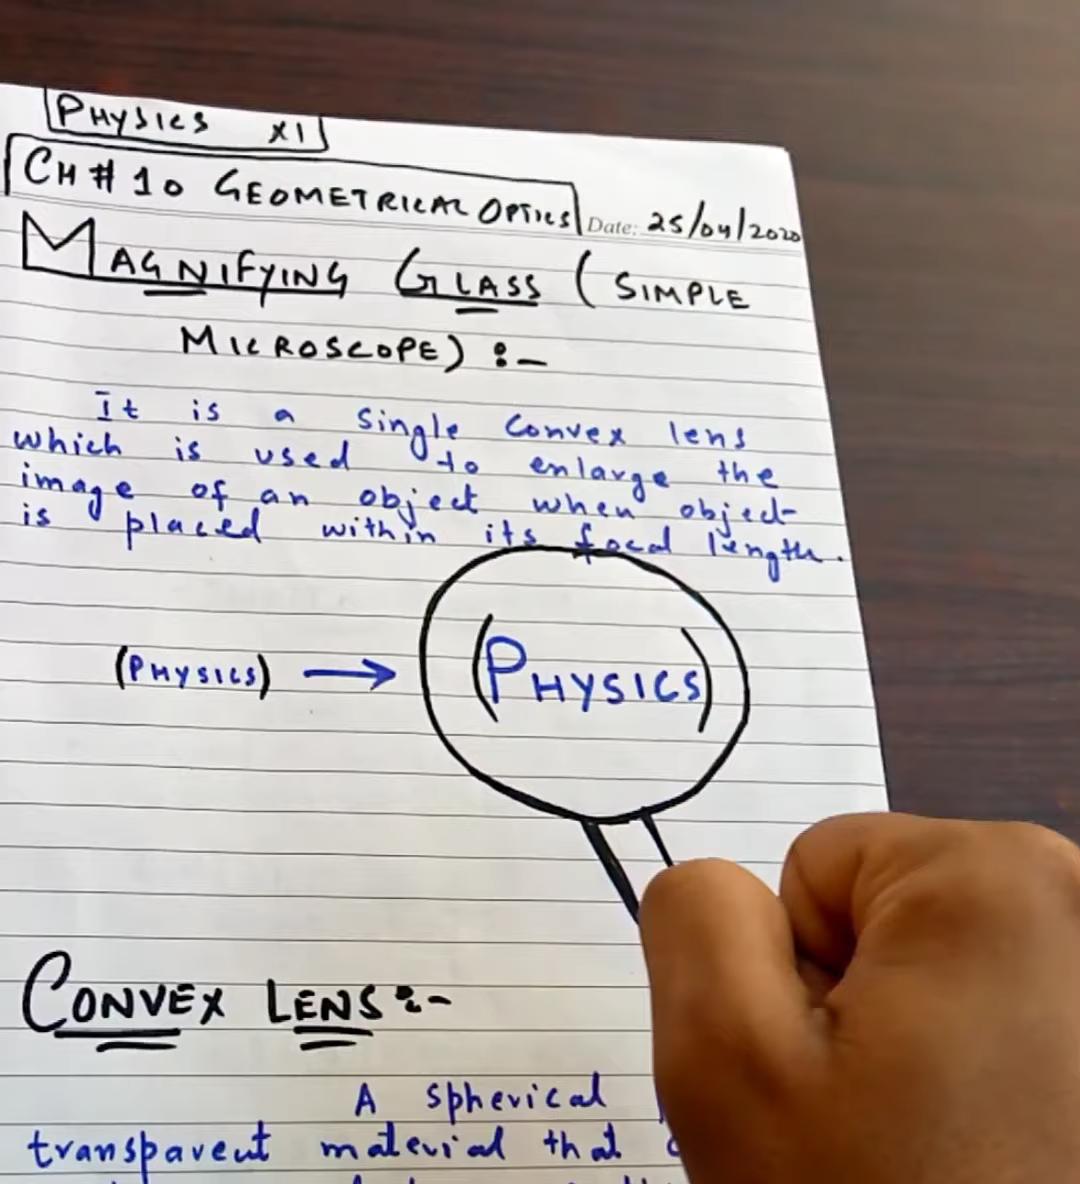 PHYSICS XI
CH # 10 GEOMETRICAL OPTICS
Date: 25/04/2020
MAGNIFYING GLASS (SIMPLE
MICROSCOPE) :-
It is a single convex lens
which is used to enlarge the
image of an object when object
is placed within its focal length.
(PHYSICS) → (PHYSICS)
CONVEX LENS :-
A spherical
transparent material that